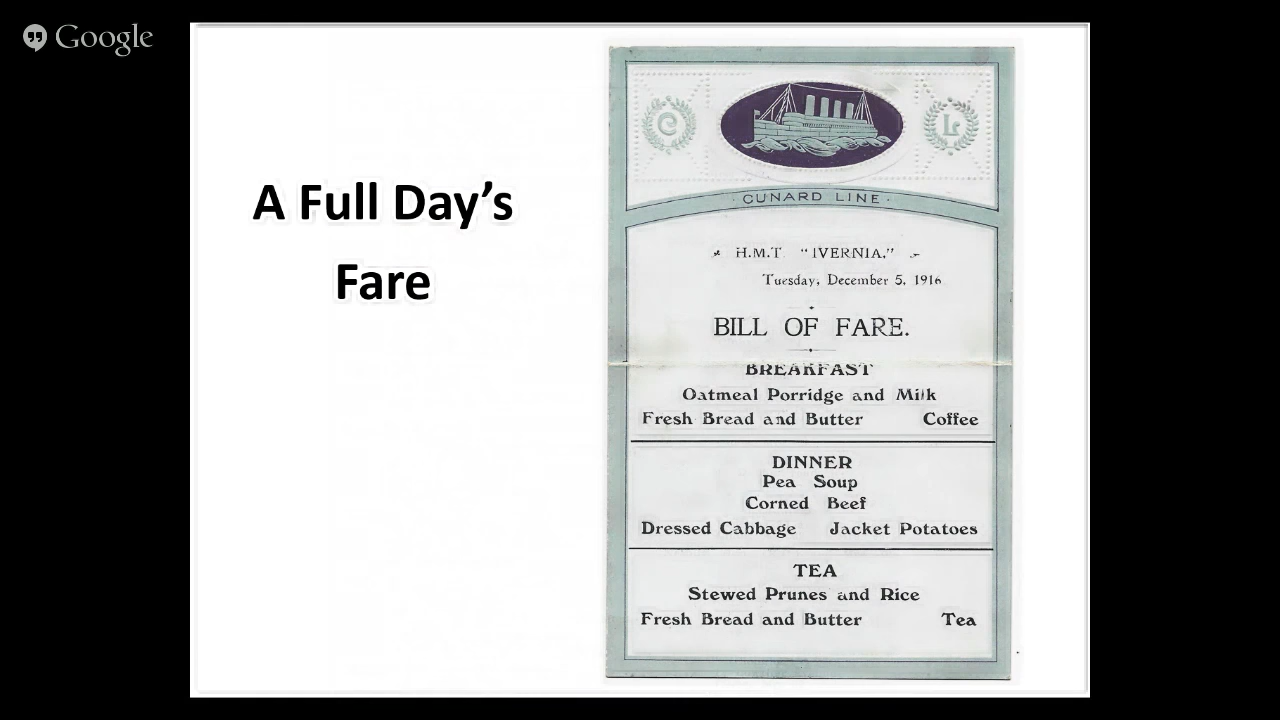 Google
A Full Day's
Fare
C
Lr
CUNARD LINE
H.M.T. "IVERNIA,"
Tuesday, December 5, 1916
BILL OF FARE.
BREAKFAST
Oatmeal Porridge and Milk
Fresh Bread and Butter Coffee
DINNER
Pea Soup
Corned Beef
Dressed Cabbage Jacket Potatoes
TEA
Stewed Prunes and Rice
Fresh Bread and Butter Tea